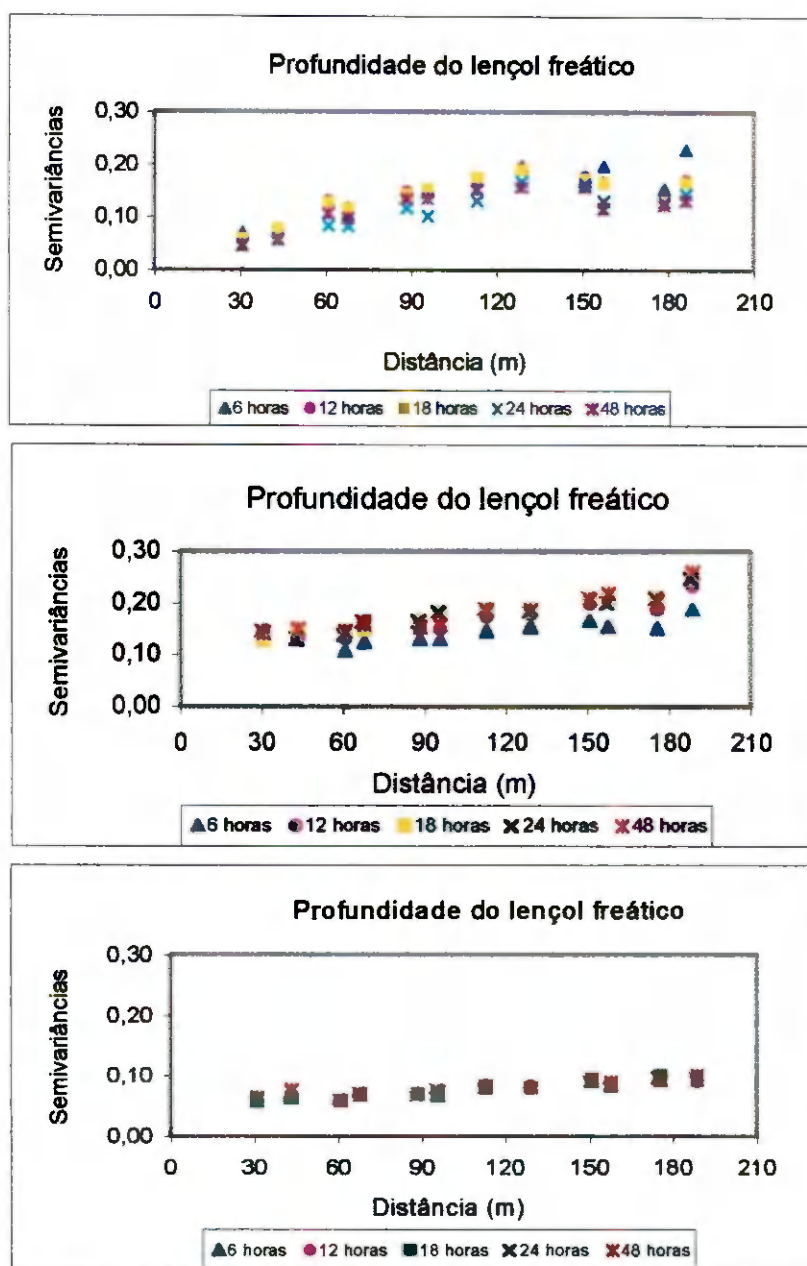 Profundidade do lençol freático
Semivariâncias
0,30
0,20
0,10
0,00
0 30 60 90 120 150 180 210
Distância (m)
6 horas 12 horas 18 horas 24 horas 48 horas
Profundidade do lençol freático
Semivariâncias
0,30
0,20
0,10
0,00
0 30 60 90 120 150 180 210
Distância (m)
6 horas 12 horas 18 horas 24 horas 48 horas
Profundidade do lençol freático
Semivariâncias
0,30
0,20
0,10
0,00
0 30 60 90 120 150 180 210
Distância (m)
6 horas 12 horas 18 horas 24 horas 48 horas